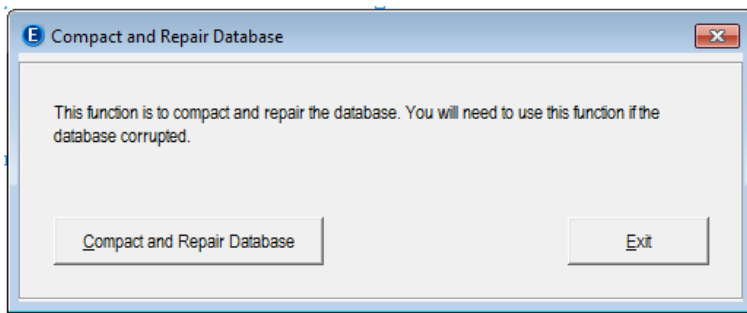 E Compact and Repair Database
This function is to compact and repair the database. You will need to use this function if the
database corrupted.
Compact and Repair Database
Exit